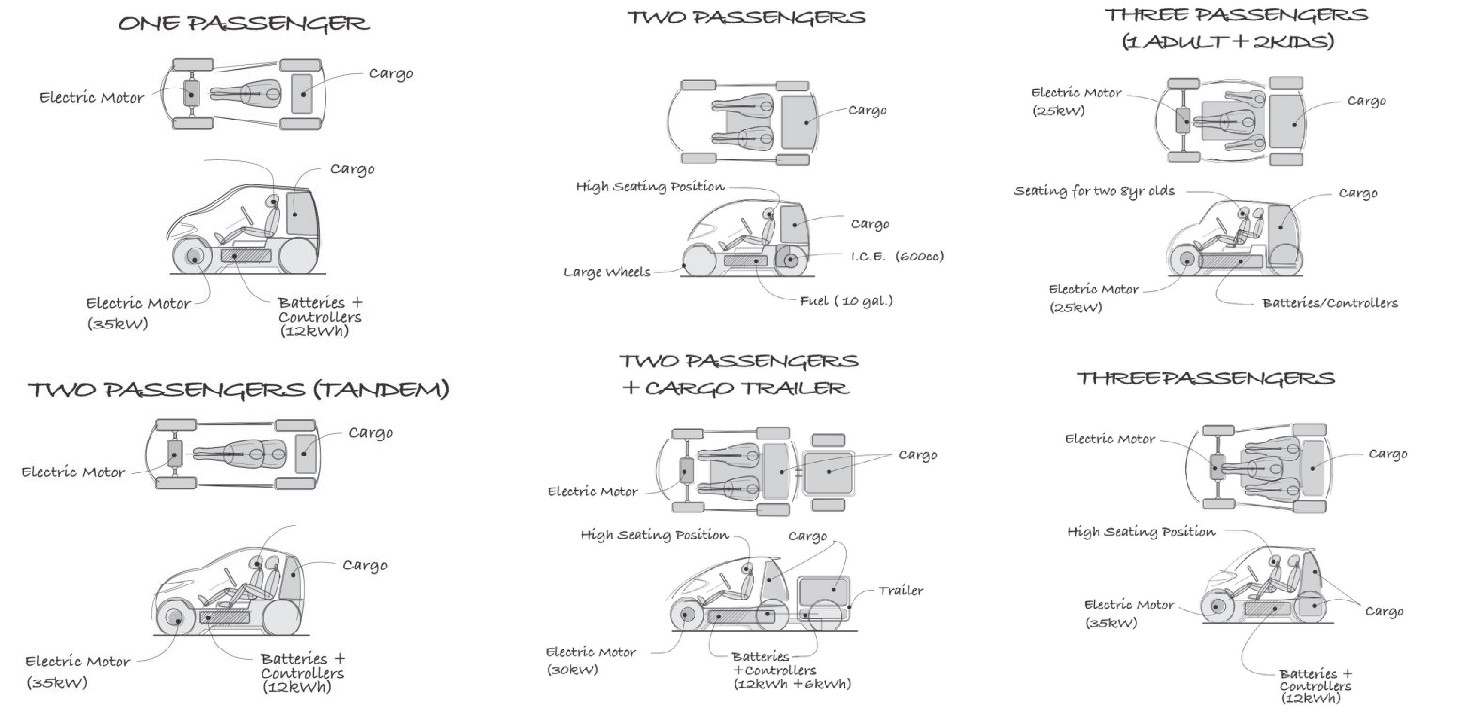 ONE PASSENGER
Electric Motor
Cargo
Cargo
Electric Motor
(35kW)
Batteries +
Controllers
(12kWh)
TWO PASSENGERS
Cargo
High Seating Position
Cargo
I.C.E. (600cc)
Large Wheels
Fuel (10 gal.)
THREE PASSENGERS
(1 ADULT + 2KIDS)
Electric Motor
(25kW)
Cargo
Seating for two 8yr olds
Cargo
Electric Motor
(25kW)
Batteries/Controllers
TWO PASSENGERS (TANDEM)
Cargo
Electric Motor
Cargo
Electric Motor
(35kW)
Batteries +
Controllers
(12kWh)
TWO PASSENGERS
+ CARGO TRAILER
Cargo
Electric Motor
High Seating Position
Cargo
Trailer
Electric Motor
(30kW)
Batteries
+Controllers
(12kWh +6kWh)
THREE PASSENGERS
Electric Motor
Cargo
High Seating Position
Electric Motor
(35kW)
Cargo
Batteries +
Controllers
(12kWh)